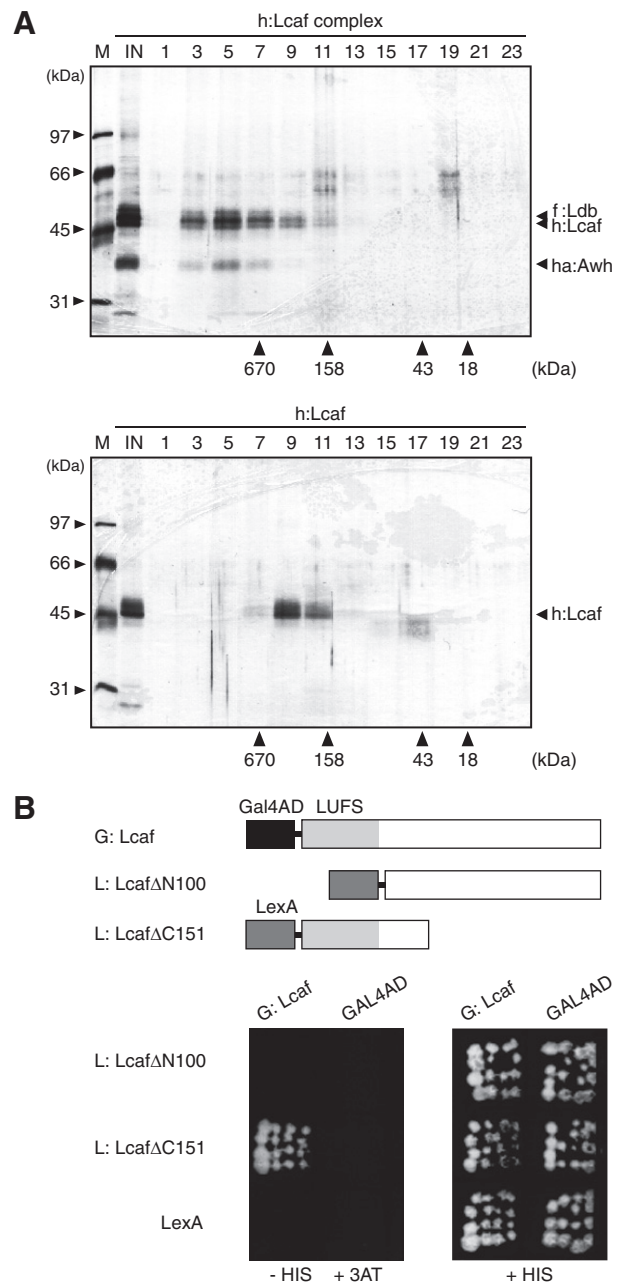 A
h:Lcaf complex
M IN 1 3 5 7 9 11 13 15 17 19 21 23
(kDa)
97
66
45
31
f:Ldb
h:Lcaf
ha:Awh
670 158 43 18 (kDa)
h:Lcaf
M IN 1 3 5 7 9 11 13 15 17 19 21 23
(kDa)
97
66
45
31
h:Lcaf
670 158 43 18 (kDa)
B
Gal4AD LUFS
G: Lcaf
L: LcafΔN100
LexA
L: LcafΔC151
G: Lcaf GAL4AD G: Lcaf GAL4AD
L: LcafΔN100
L: LcafΔC151
LexA
- HIS + 3AT + HIS